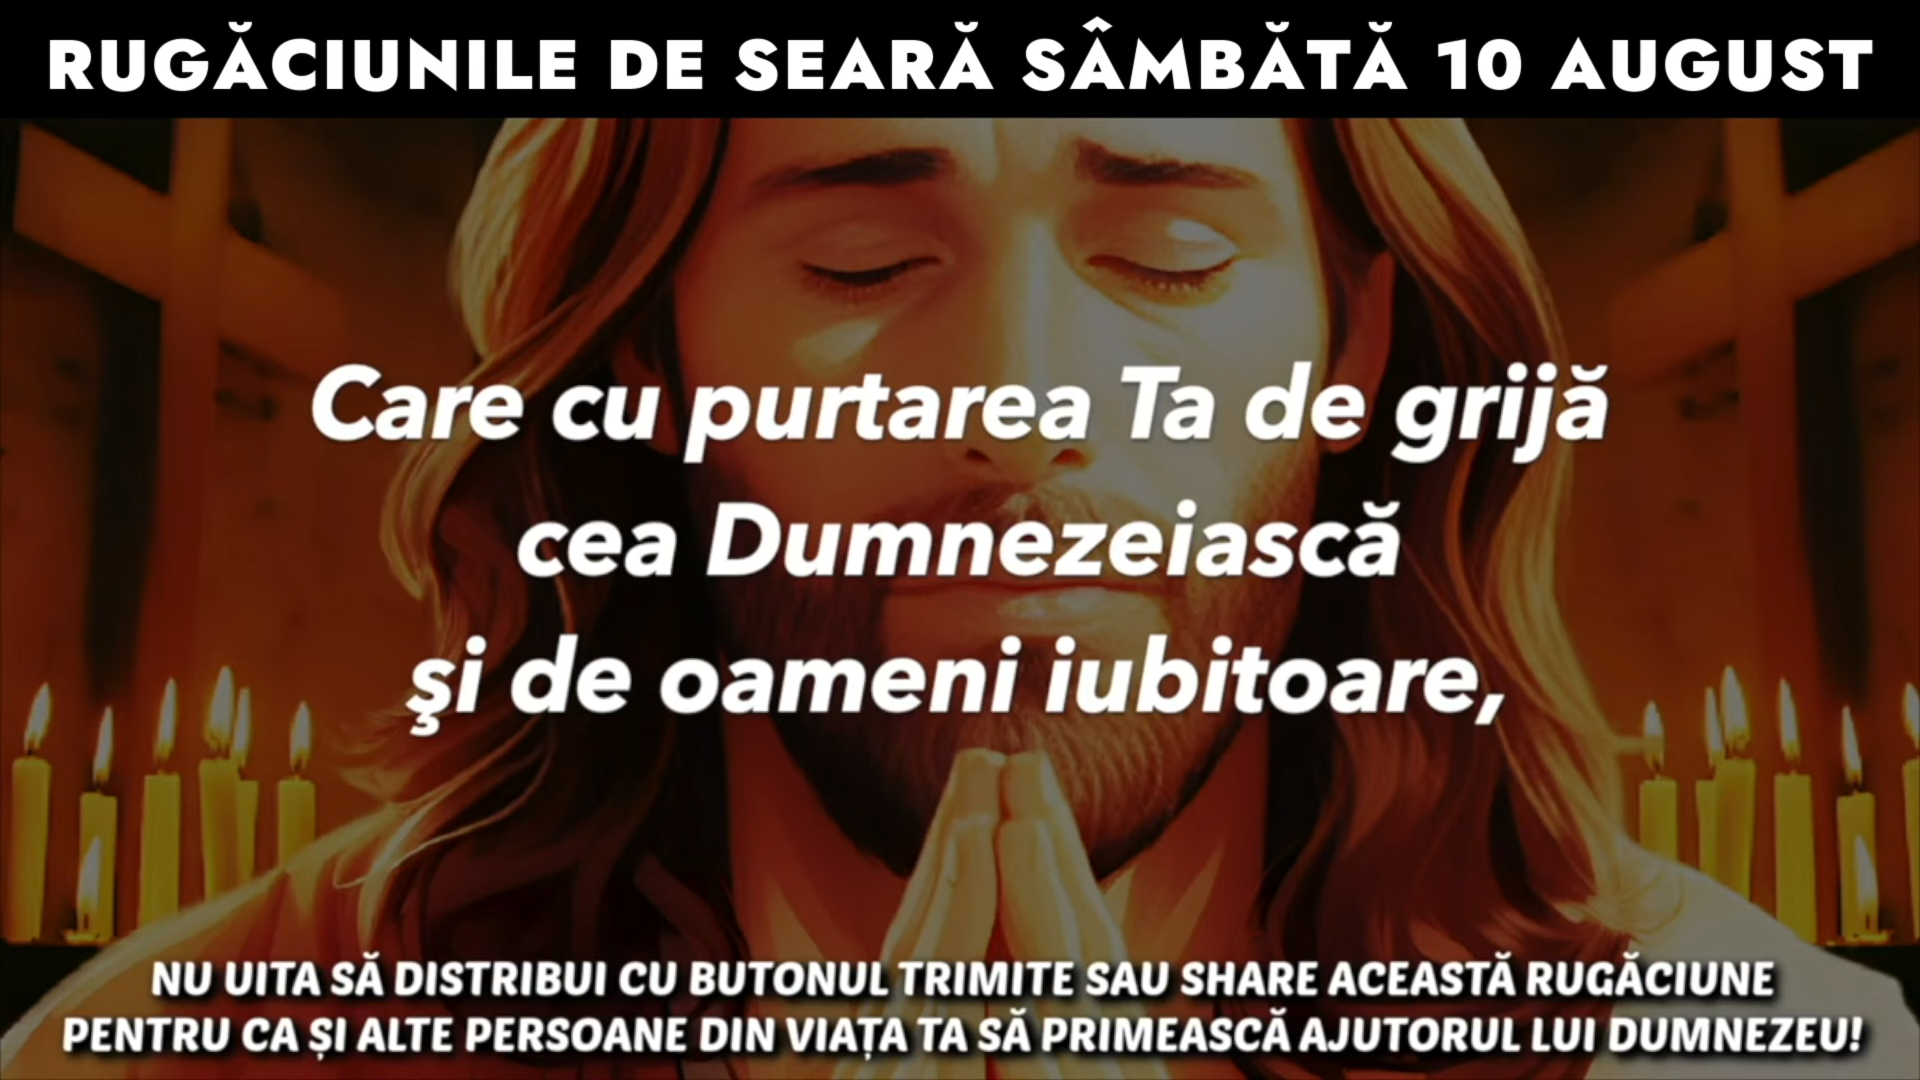 RUGĂCIUNILE DE SEARĂ SÂMBĂTĂ 10 AUGUST
Care cu purtarea Ta de grijă
cea Dumnezeiască
şi de oameni iubitoare,
NU UITA SĂ DISTRIBUI CU BUTONUL TRIMITE SAU SHARE ACEASTĂ RUGĂCIUNE
PENTRU CA ȘI ALTE PERSOANE DIN VIAȚA TA SĂ PRIMEASCĂ AJUTORUL LUI DUMNEZEU!